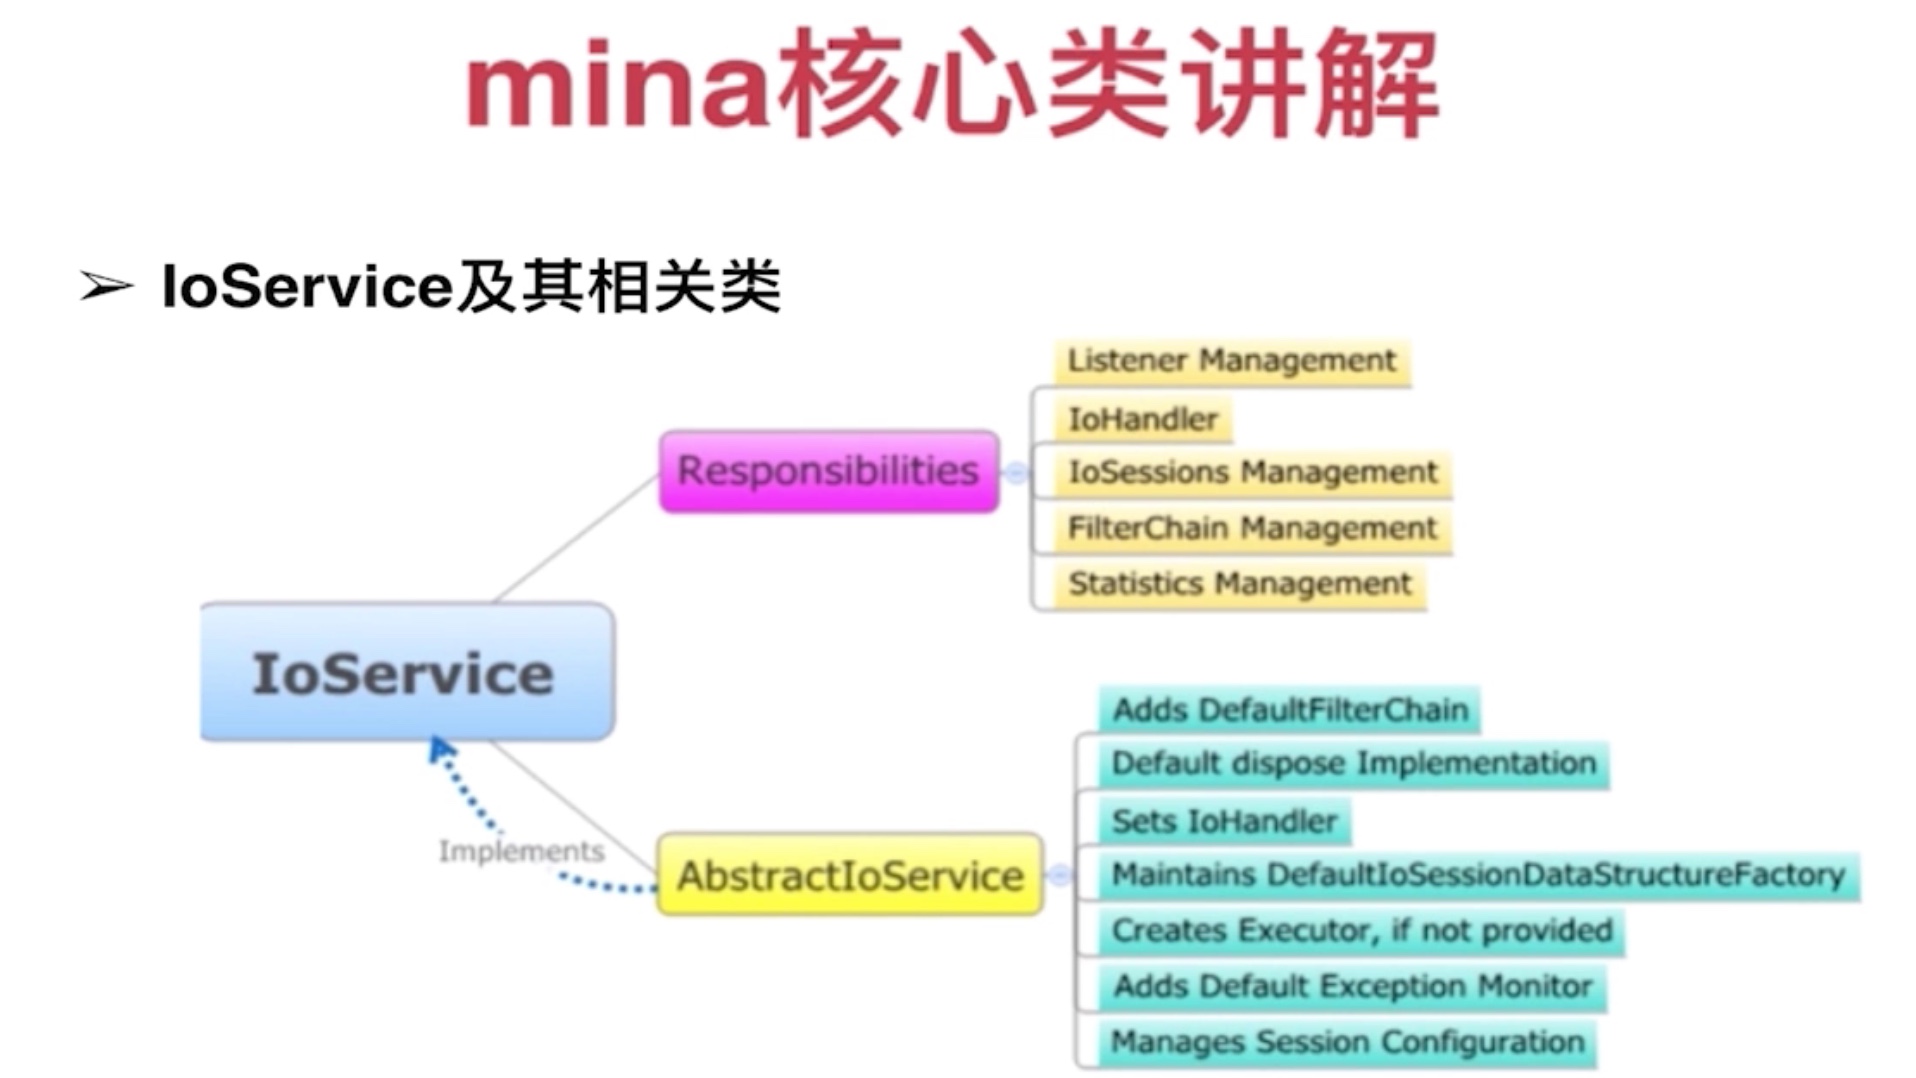 mina核心类讲解
➢ IoService及其相关类
Listener Management
IoHandler
Responsibilities
IoSessions Management
FilterChain Management
Statistics Management
IoService
Adds DefaultFilterChain
Default dispose Implementation
Sets IoHandler
Implements
AbstractIoService
Maintains DefaultIoSessionDataStructureFactory
Creates Executor, if not provided
Adds Default Exception Monitor
Manages Session Configuration